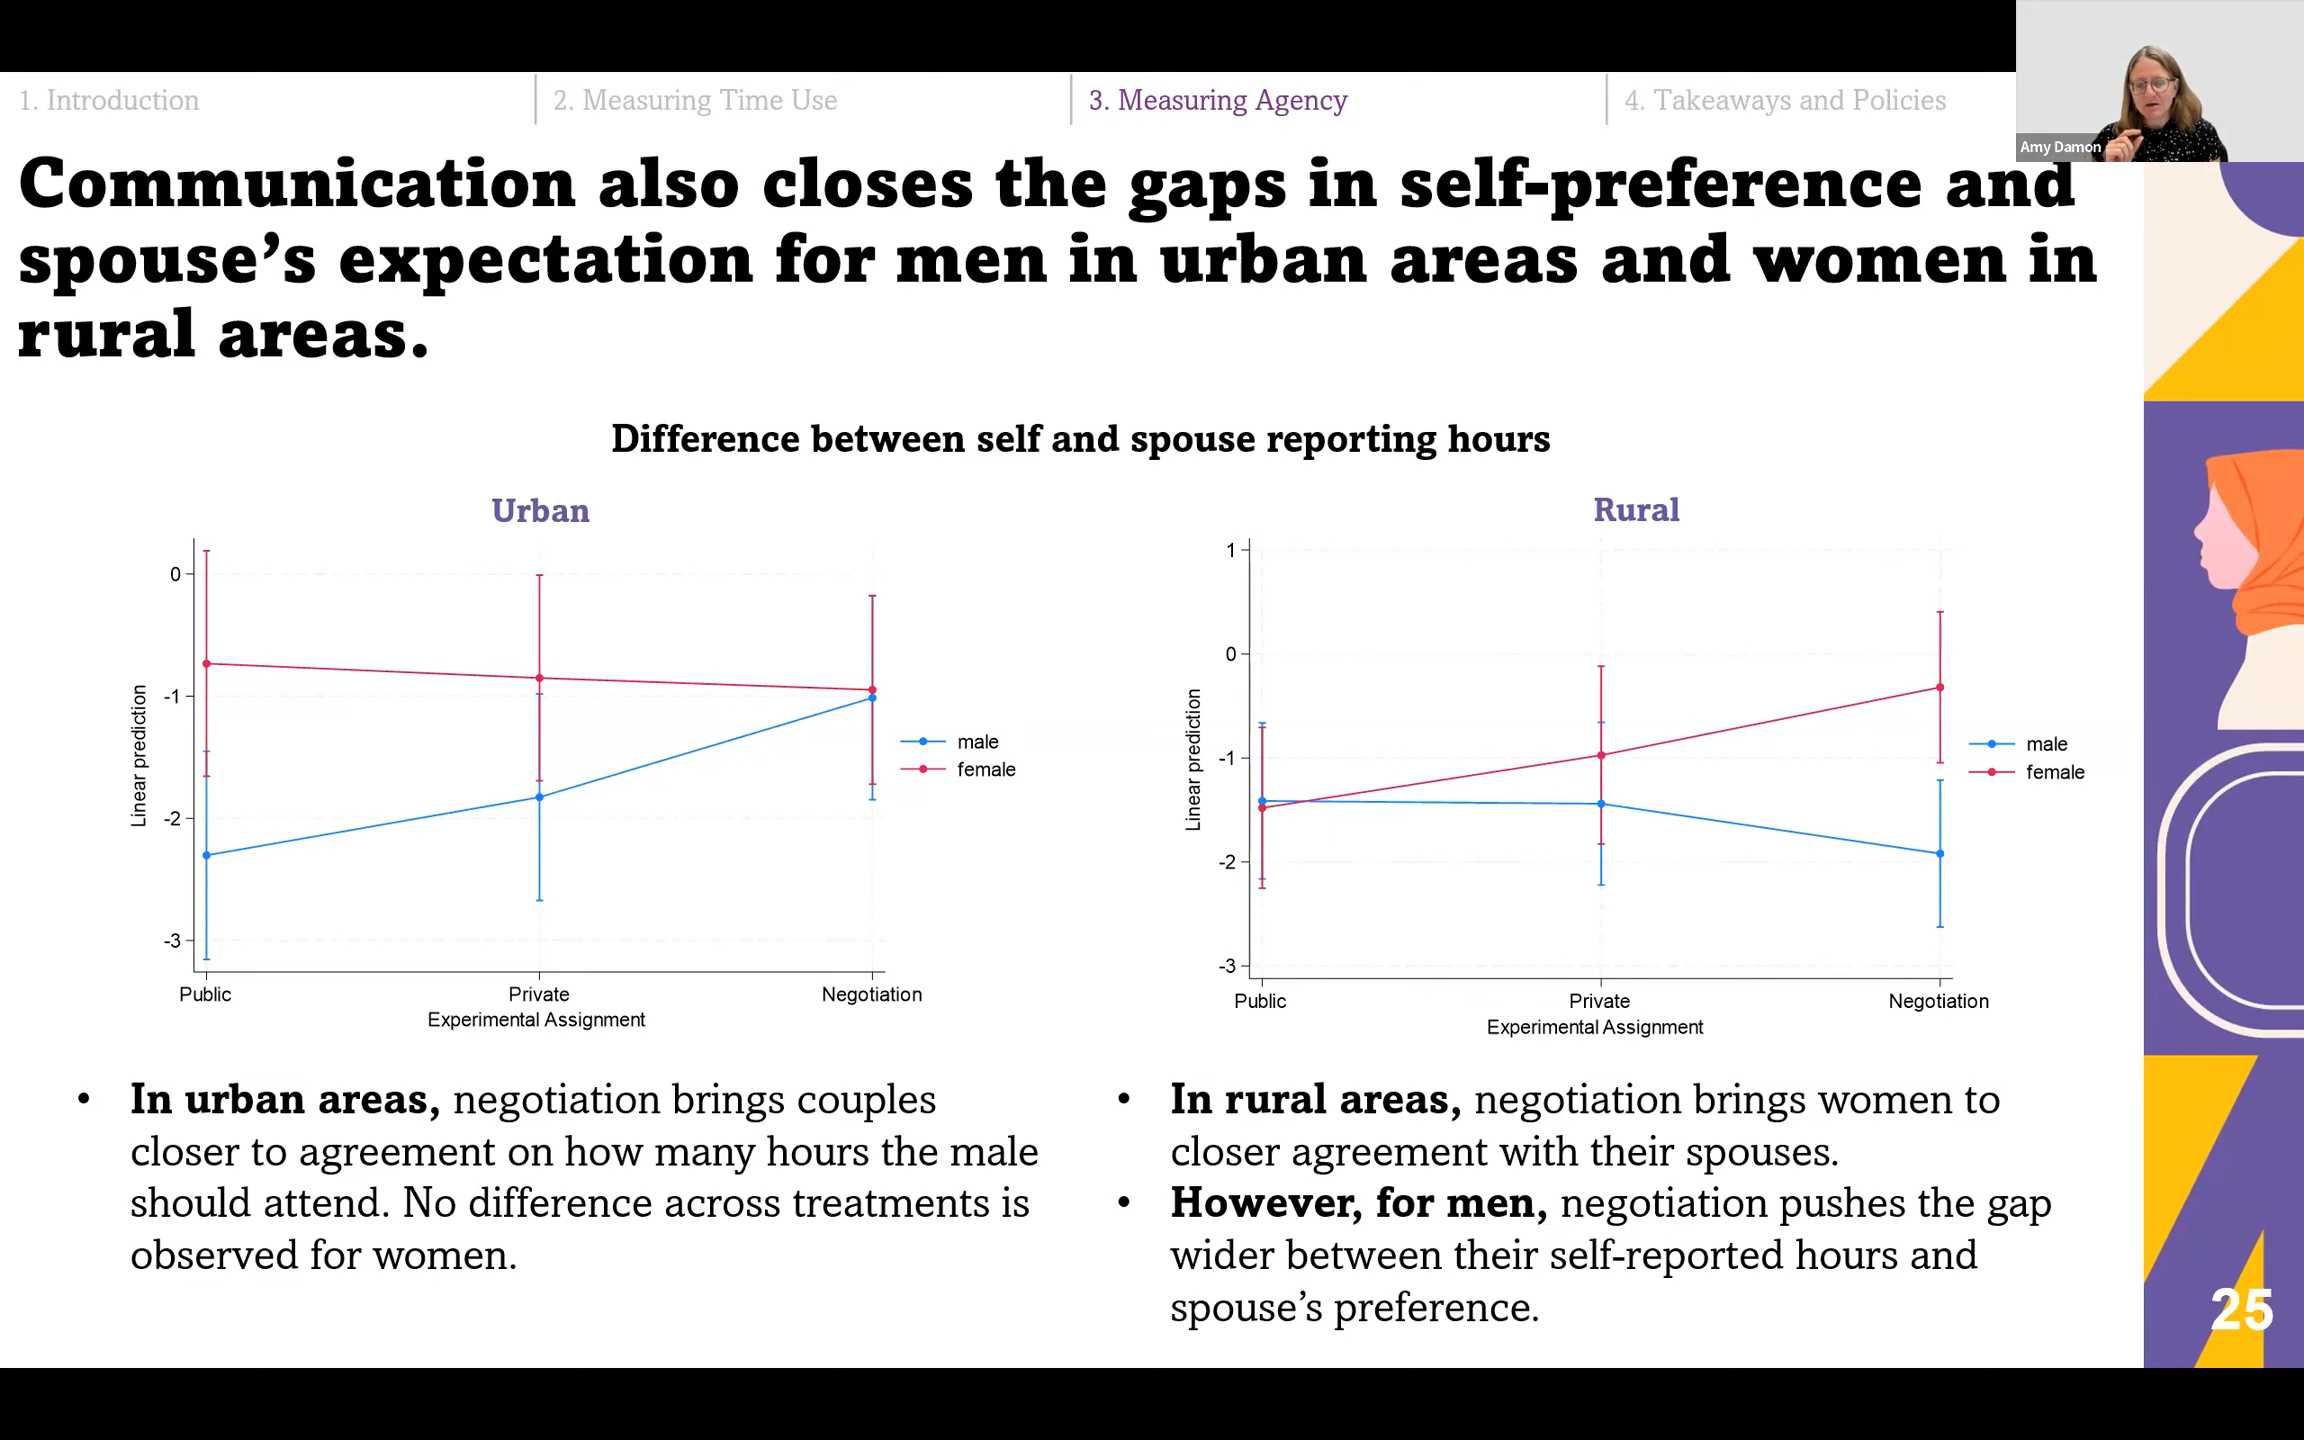 1. Introduction
2. Measuring Time Use
3. Measuring Agency
4. Takeaways and Policies
Amy Damon
Communication also closes the gaps in self-preference and
spouse’s expectation for men in urban areas and women in
rural areas.
Difference between self and spouse reporting hours
Urban
0
-1
-2
-3
Linear prediction
Public
Private
Negotiation
Experimental Assignment
male
female
Rural
1
0
-1
-2
-3
Linear prediction
Public
Private
Negotiation
Experimental Assignment
male
female
• In urban areas, negotiation brings couples
closer to agreement on how many hours the male
should attend. No difference across treatments is
observed for women.
• In rural areas, negotiation brings women to
closer agreement with their spouses.
• However, for men, negotiation pushes the gap
wider between their self-reported hours and
spouse’s preference.
25